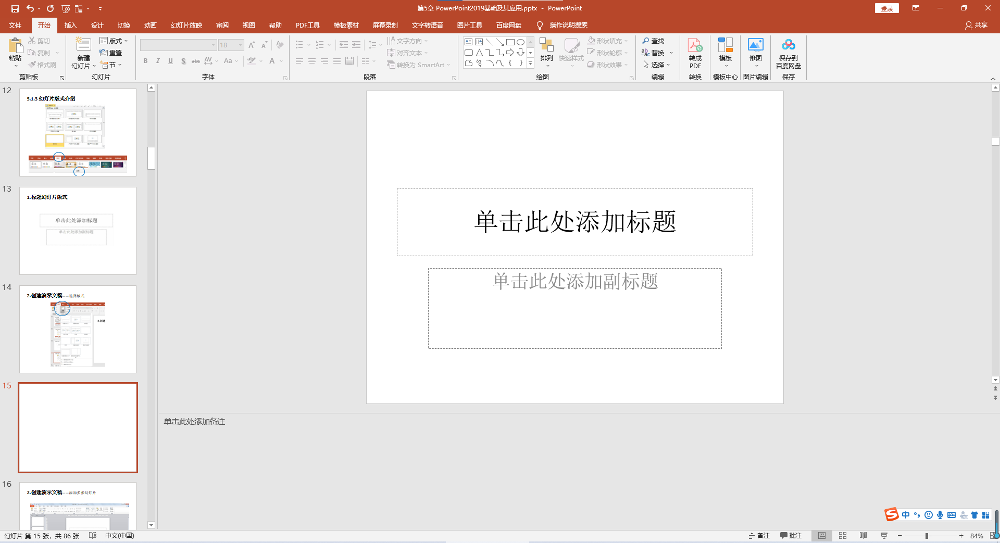 第5章 PowerPoint2019基础及其应用.pptx - PowerPoint
登录
文件 开始 插入 设计 切换 动画 幻灯片放映 审阅 视图 帮助 PDF工具 模板素材 屏幕录制 文字转语音 图片工具 百度网盘 操作说明搜索 共享
粘贴
剪切
复制
格式刷
剪贴板
新建
幻灯片
版式
重置
节
幻灯片
18
B I U S abc AV Aa A
字体
文字方向
对齐文本
转换为 SmartArt
段落
排列
快速样式
形状填充
形状轮廓
形状效果
绘图
查找
替换
选择
编辑
转成
PDF
转换
模板
模板中心
修图
图片编辑
保存到
百度网盘
保存
12
5.1.3 幻灯片版式介绍
13
1.标题幻灯片版式
单击此处添加标题
单击此处添加副标题
14
2.创建演示文稿——选择版式
15
16
2.创建演示文稿——添加多张幻灯片
单击此处添加标题
单击此处添加副标题
单击此处添加备注
中
幻灯片 第 15 张，共 86 张 中文(中国) 备注 批注 84%